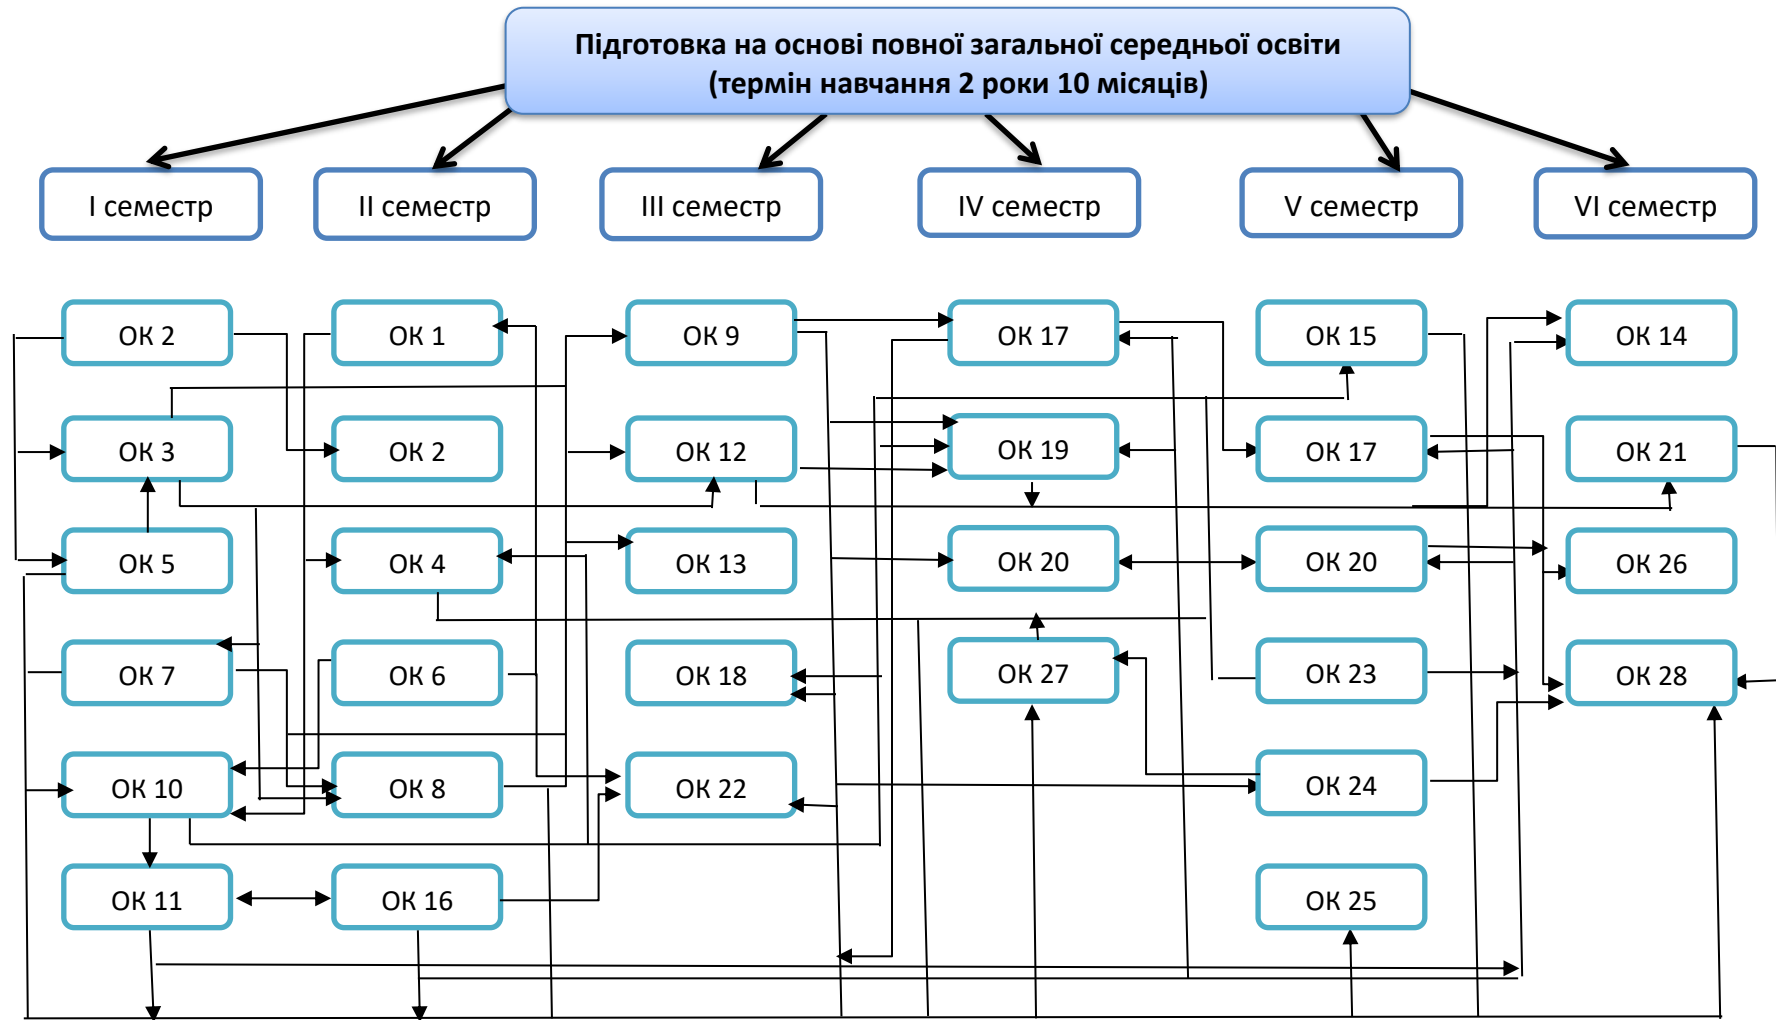 Підготовка на основі повної загальної середньої освіти
(термін навчання 2 роки 10 місяців)
І семестр
ІІ семестр
ІІІ семестр
IV семестр
V семестр
VI семестр
ОК 2
ОК 1
ОК 9
ОК 17
ОК 15
ОК 14
ОК 3
ОК 2
ОК 12
ОК 19
ОК 17
ОК 21
ОК 5
ОК 4
ОК 13
ОК 20
ОК 20
ОК 26
ОК 7
ОК 6
ОК 18
ОК 27
ОК 23
ОК 28
ОК 10
ОК 8
ОК 22
ОК 24
ОК 11
ОК 16
ОК 25